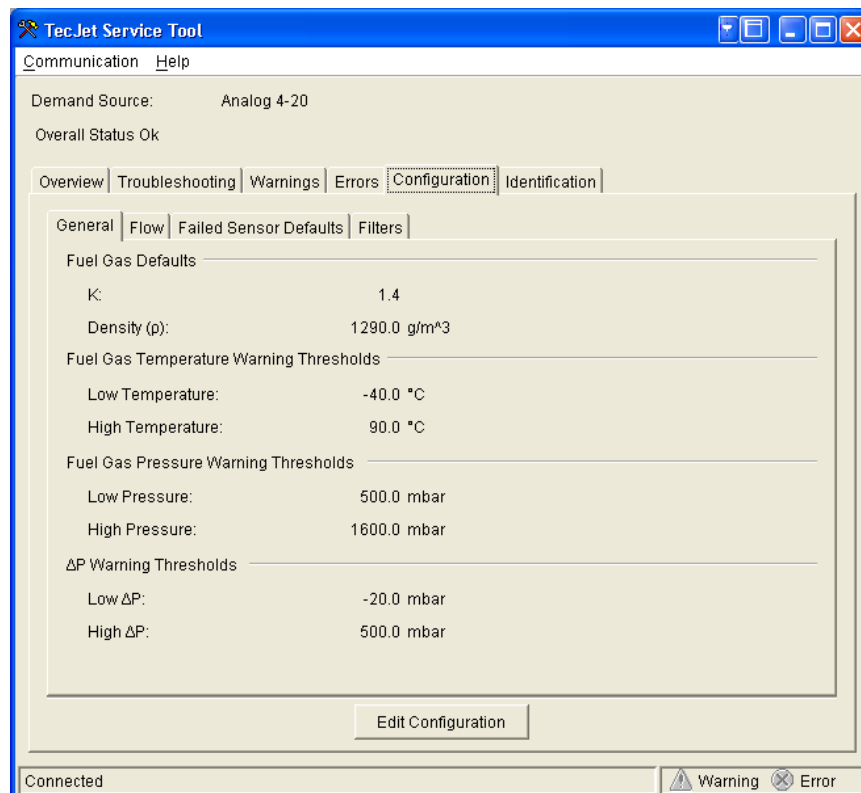 TecJet Service Tool
Communication Help
Demand Source: Analog 4-20
Overall Status Ok
Overview Troubleshooting Warnings Errors Configuration Identification
General Flow Failed Sensor Defaults Filters
Fuel Gas Defaults
K: 1.4
Density (ρ): 1290.0 g/m^3
Fuel Gas Temperature Warning Thresholds
Low Temperature: -40.0 °C
High Temperature: 90.0 °C
Fuel Gas Pressure Warning Thresholds
Low Pressure: 500.0 mbar
High Pressure: 1600.0 mbar
ΔP Warning Thresholds
Low ΔP: -20.0 mbar
High ΔP: 500.0 mbar
Edit Configuration
Connected Warning Error